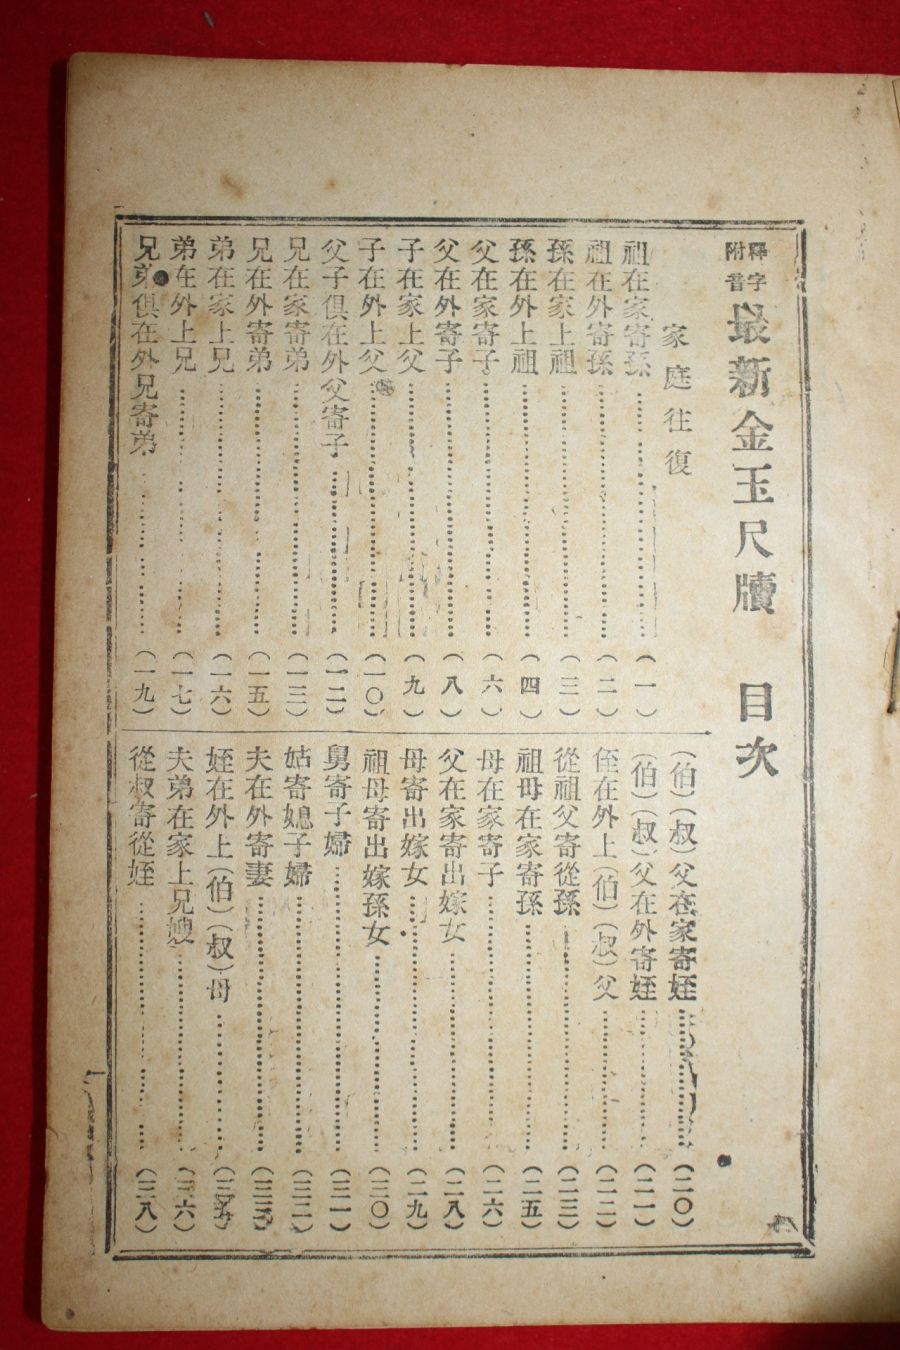 附音 釋字 最新金玉尺牘 目次
家庭往復
祖在家寄孫……(一)
祖在外寄孫……(二)
孫在家上祖……(三)
孫在外上祖……(四)
父在家寄子……(六)
父在外寄子……(八)
子在家上父……(九)
子在外上父……(一〇)
父子俱在外父寄子……(一二)
兄在家寄弟……(一三)
兄在外寄弟……(一五)
弟在家上兄……(一六)
弟在外上兄……(一七)
兄弟俱在外兄寄弟……(一九)
(伯)(叔)父在家寄姪……(二〇)
(伯)(叔)父在外寄姪……(二一)
侄在外上(伯)(叔)父……(二二)
從祖父寄從孫……(二三)
祖母在家寄孫……(二五)
母在家寄子……(二六)
父在家寄出嫁女……(二八)
母寄出嫁女……(二九)
祖母寄出嫁孫女……(三〇)
舅寄子婦……(三一)
姑寄媳子婦……(三二)
夫在外寄妻……(三三)
姪在外上(伯)(叔)母……(三五)
夫弟在家上兄嫂……(三六)
從叔寄從姪……(三八)